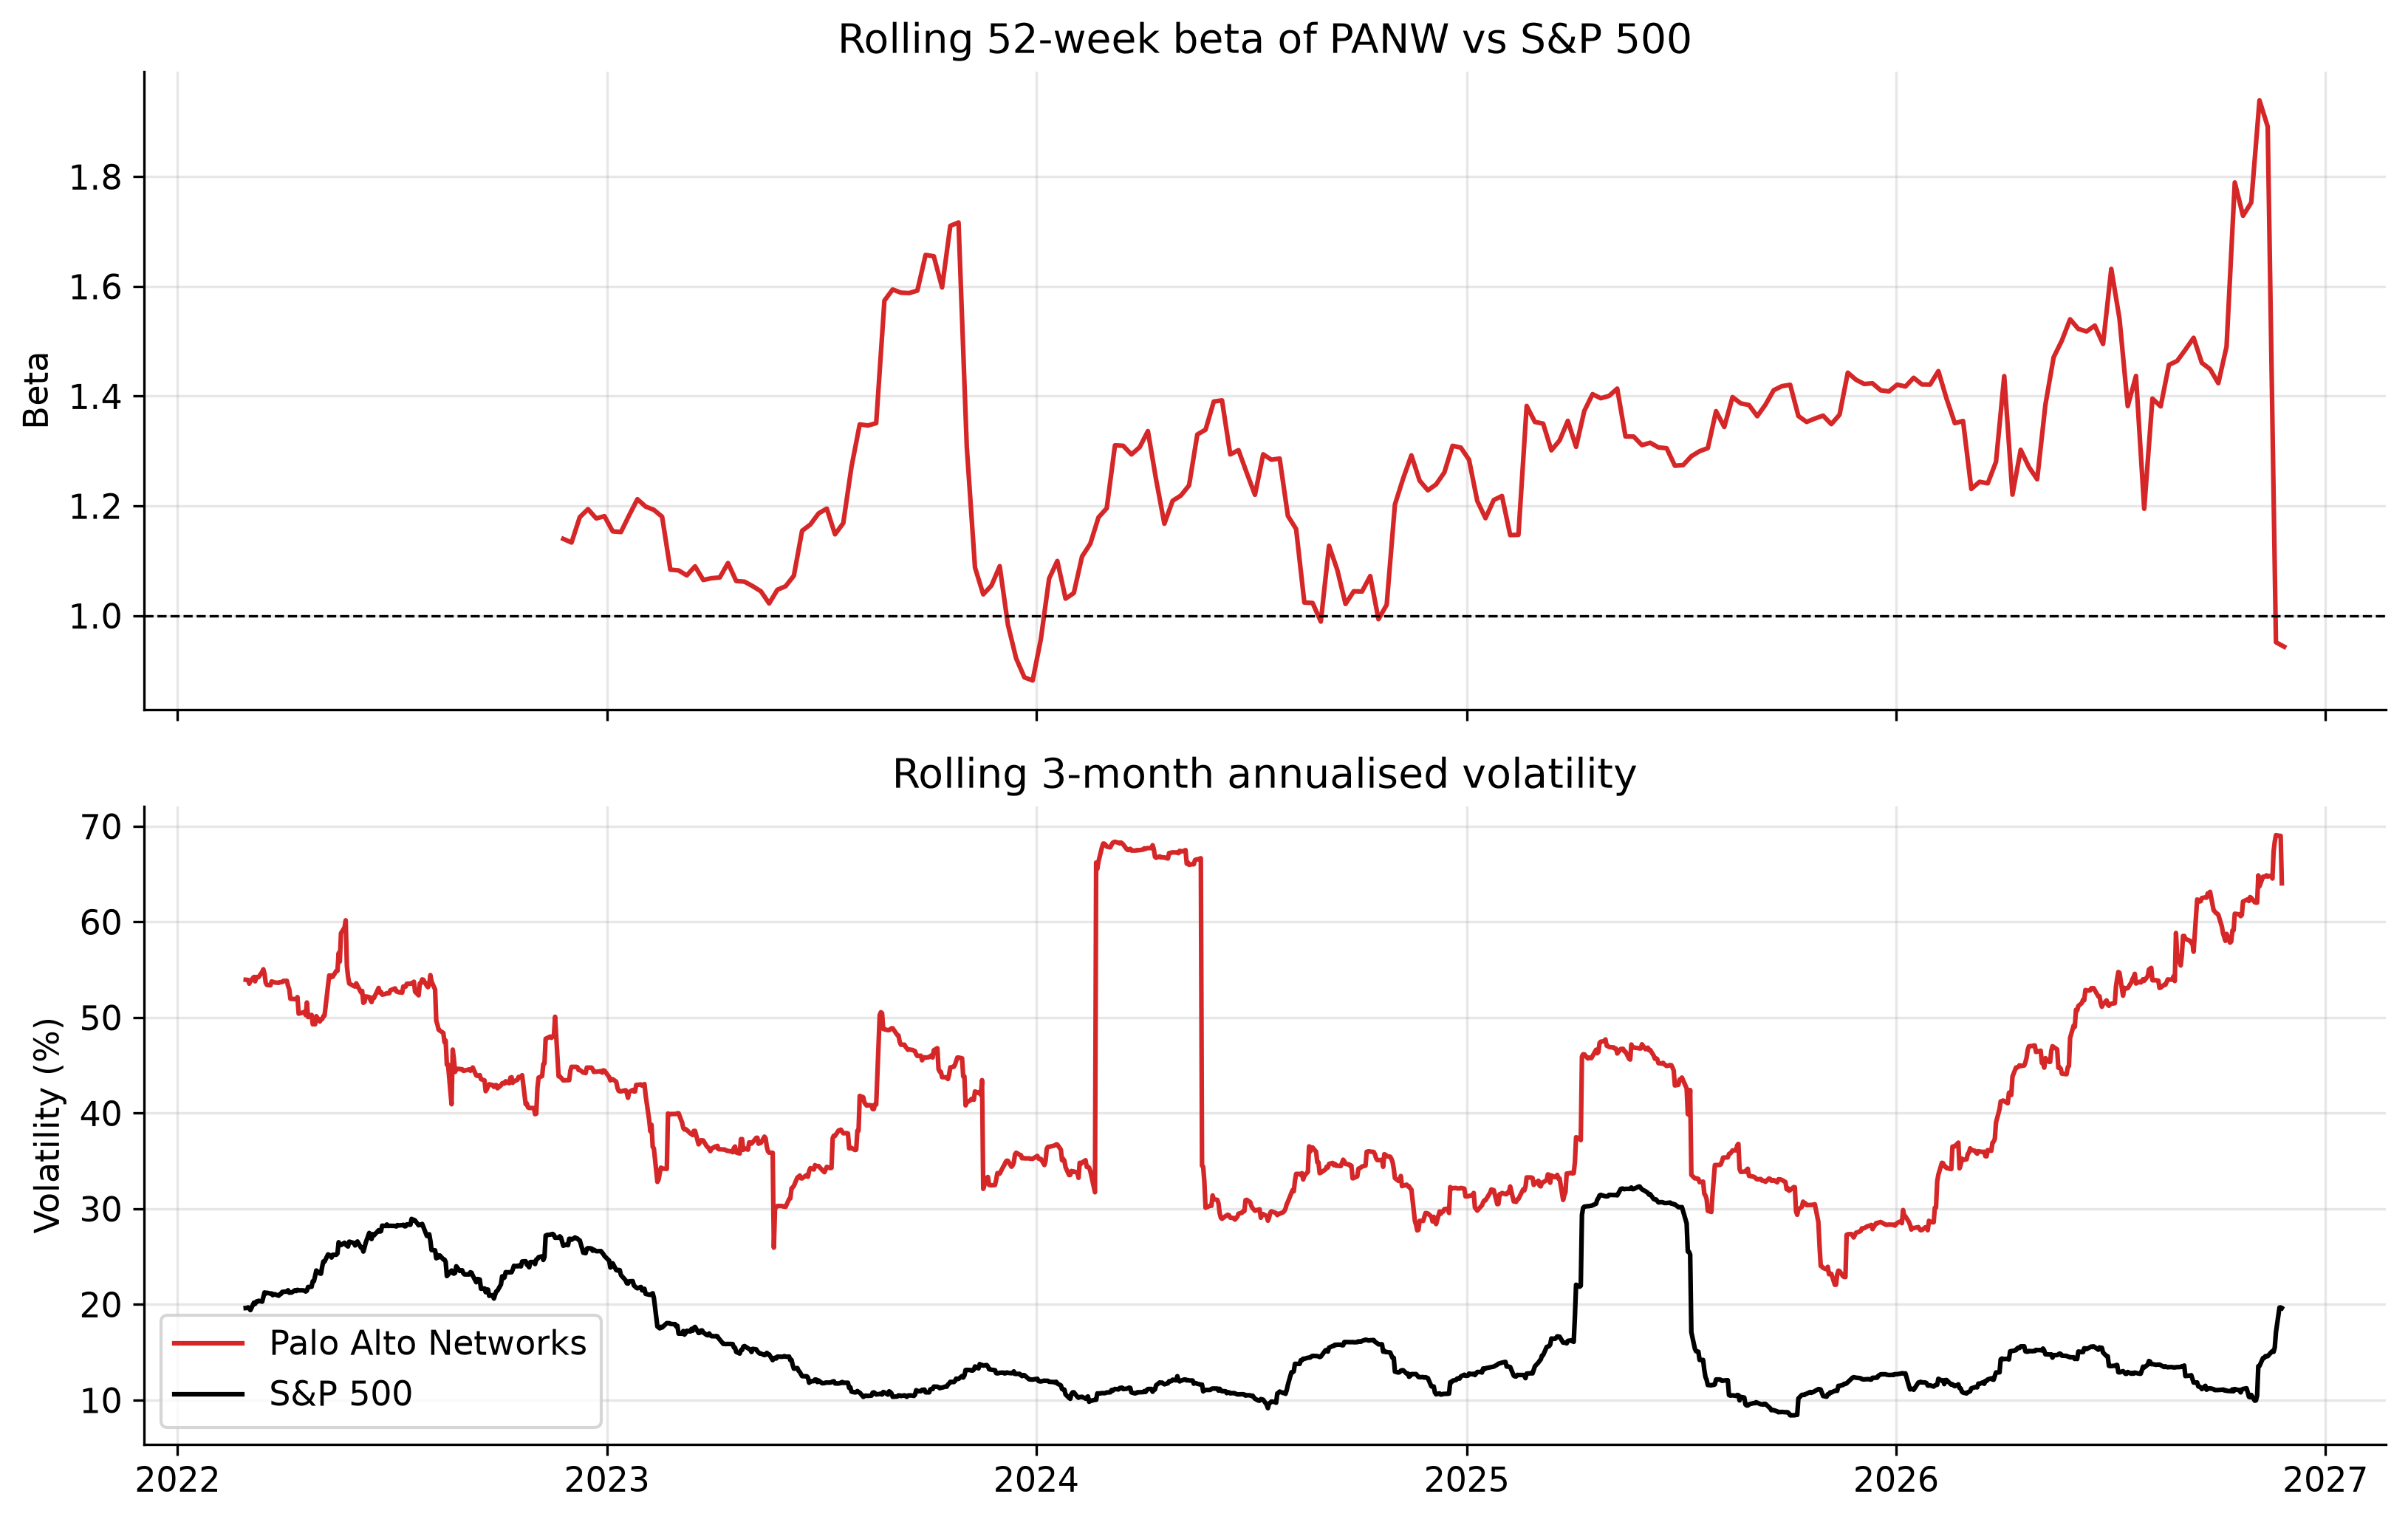 Rolling 52-week beta of PANW vs S&P 500
Beta
1.8
1.6
1.4
1.2
1.0
Rolling 3-month annualised volatility
Volatility (%)
70
60
50
40
30
20
10
Palo Alto Networks
S&P 500
2022 2023 2024 2025 2026 2027